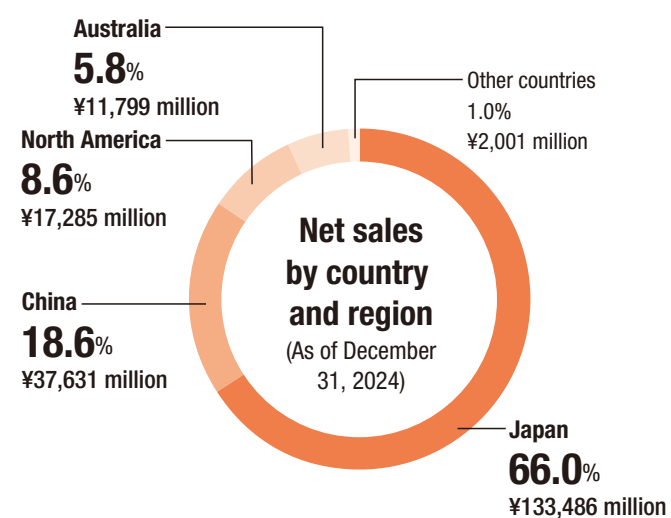 Australia
5.8%
¥11,799 million
North America
8.6%
¥17,285 million
China
18.6%
¥37,631 million
Other countries
1.0%
¥2,001 million
Net sales
by country
and region
(As of December
31, 2024)
Japan
66.0%
¥133,486 million